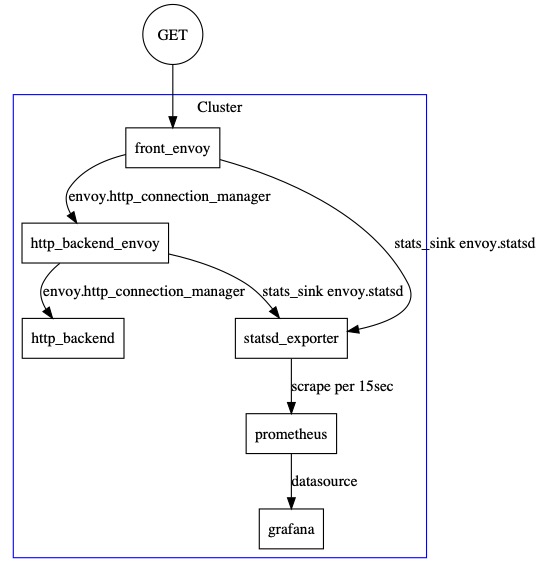 GET
Cluster
front_envoy
envoy.http_connection_manager
http_backend_envoy
stats_sink envoy.statsd
envoy.http_connection_manager
stats_sink envoy.statsd
http_backend
statsd_exporter
scrape per 15sec
prometheus
datasource
grafana